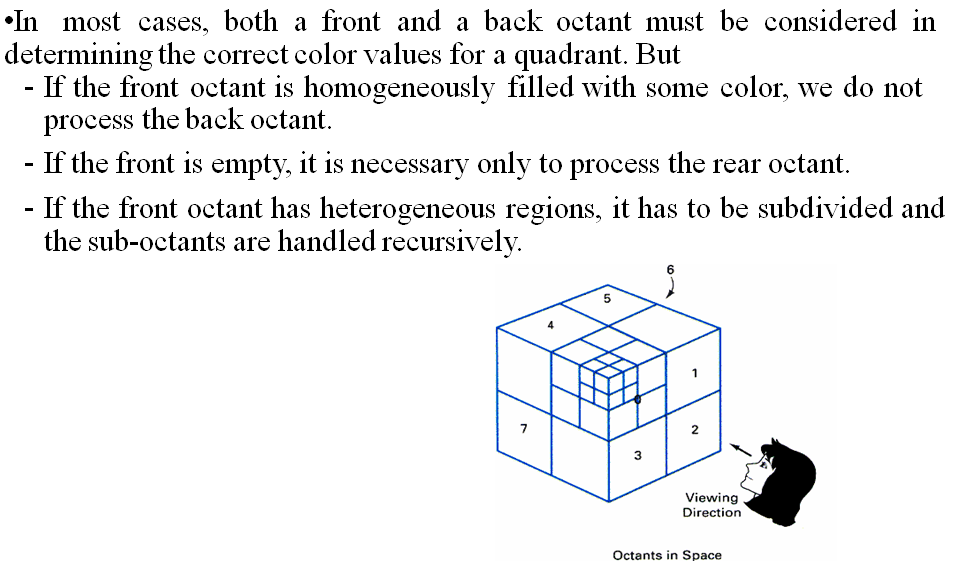 •In most cases, both a front and a back octant must be considered in
determining the correct color values for a quadrant. But
- If the front octant is homogeneously filled with some color, we do not
process the back octant.
- If the front is empty, it is necessary only to process the rear octant.
- If the front octant has heterogeneous regions, it has to be subdivided and
the sub-octants are handled recursively.
6
5
4
1
7
2
3
Viewing
Direction
Octants in Space